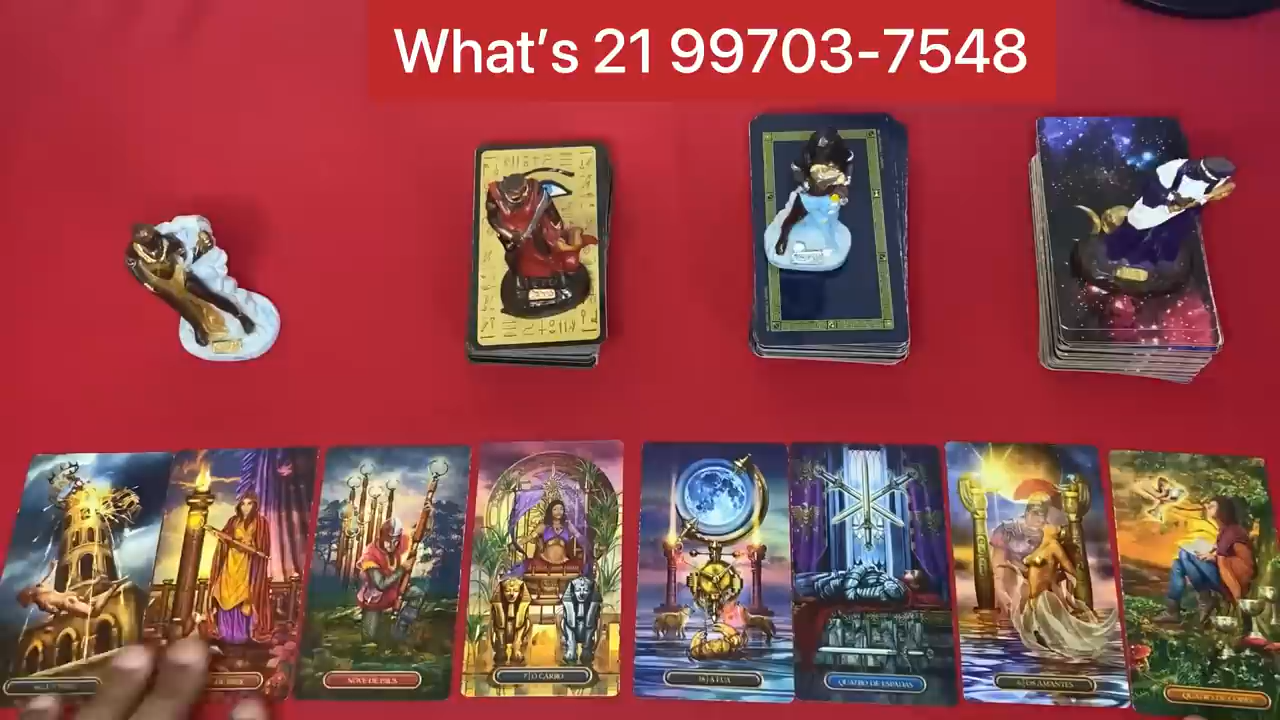 What’s 21 99703-7548
NOVE DE PAUS
7 | O CARRO
18 | A LUA
QUATRO DE ESPADAS
6 | OS AMANTES
QUATRO DE COPAS